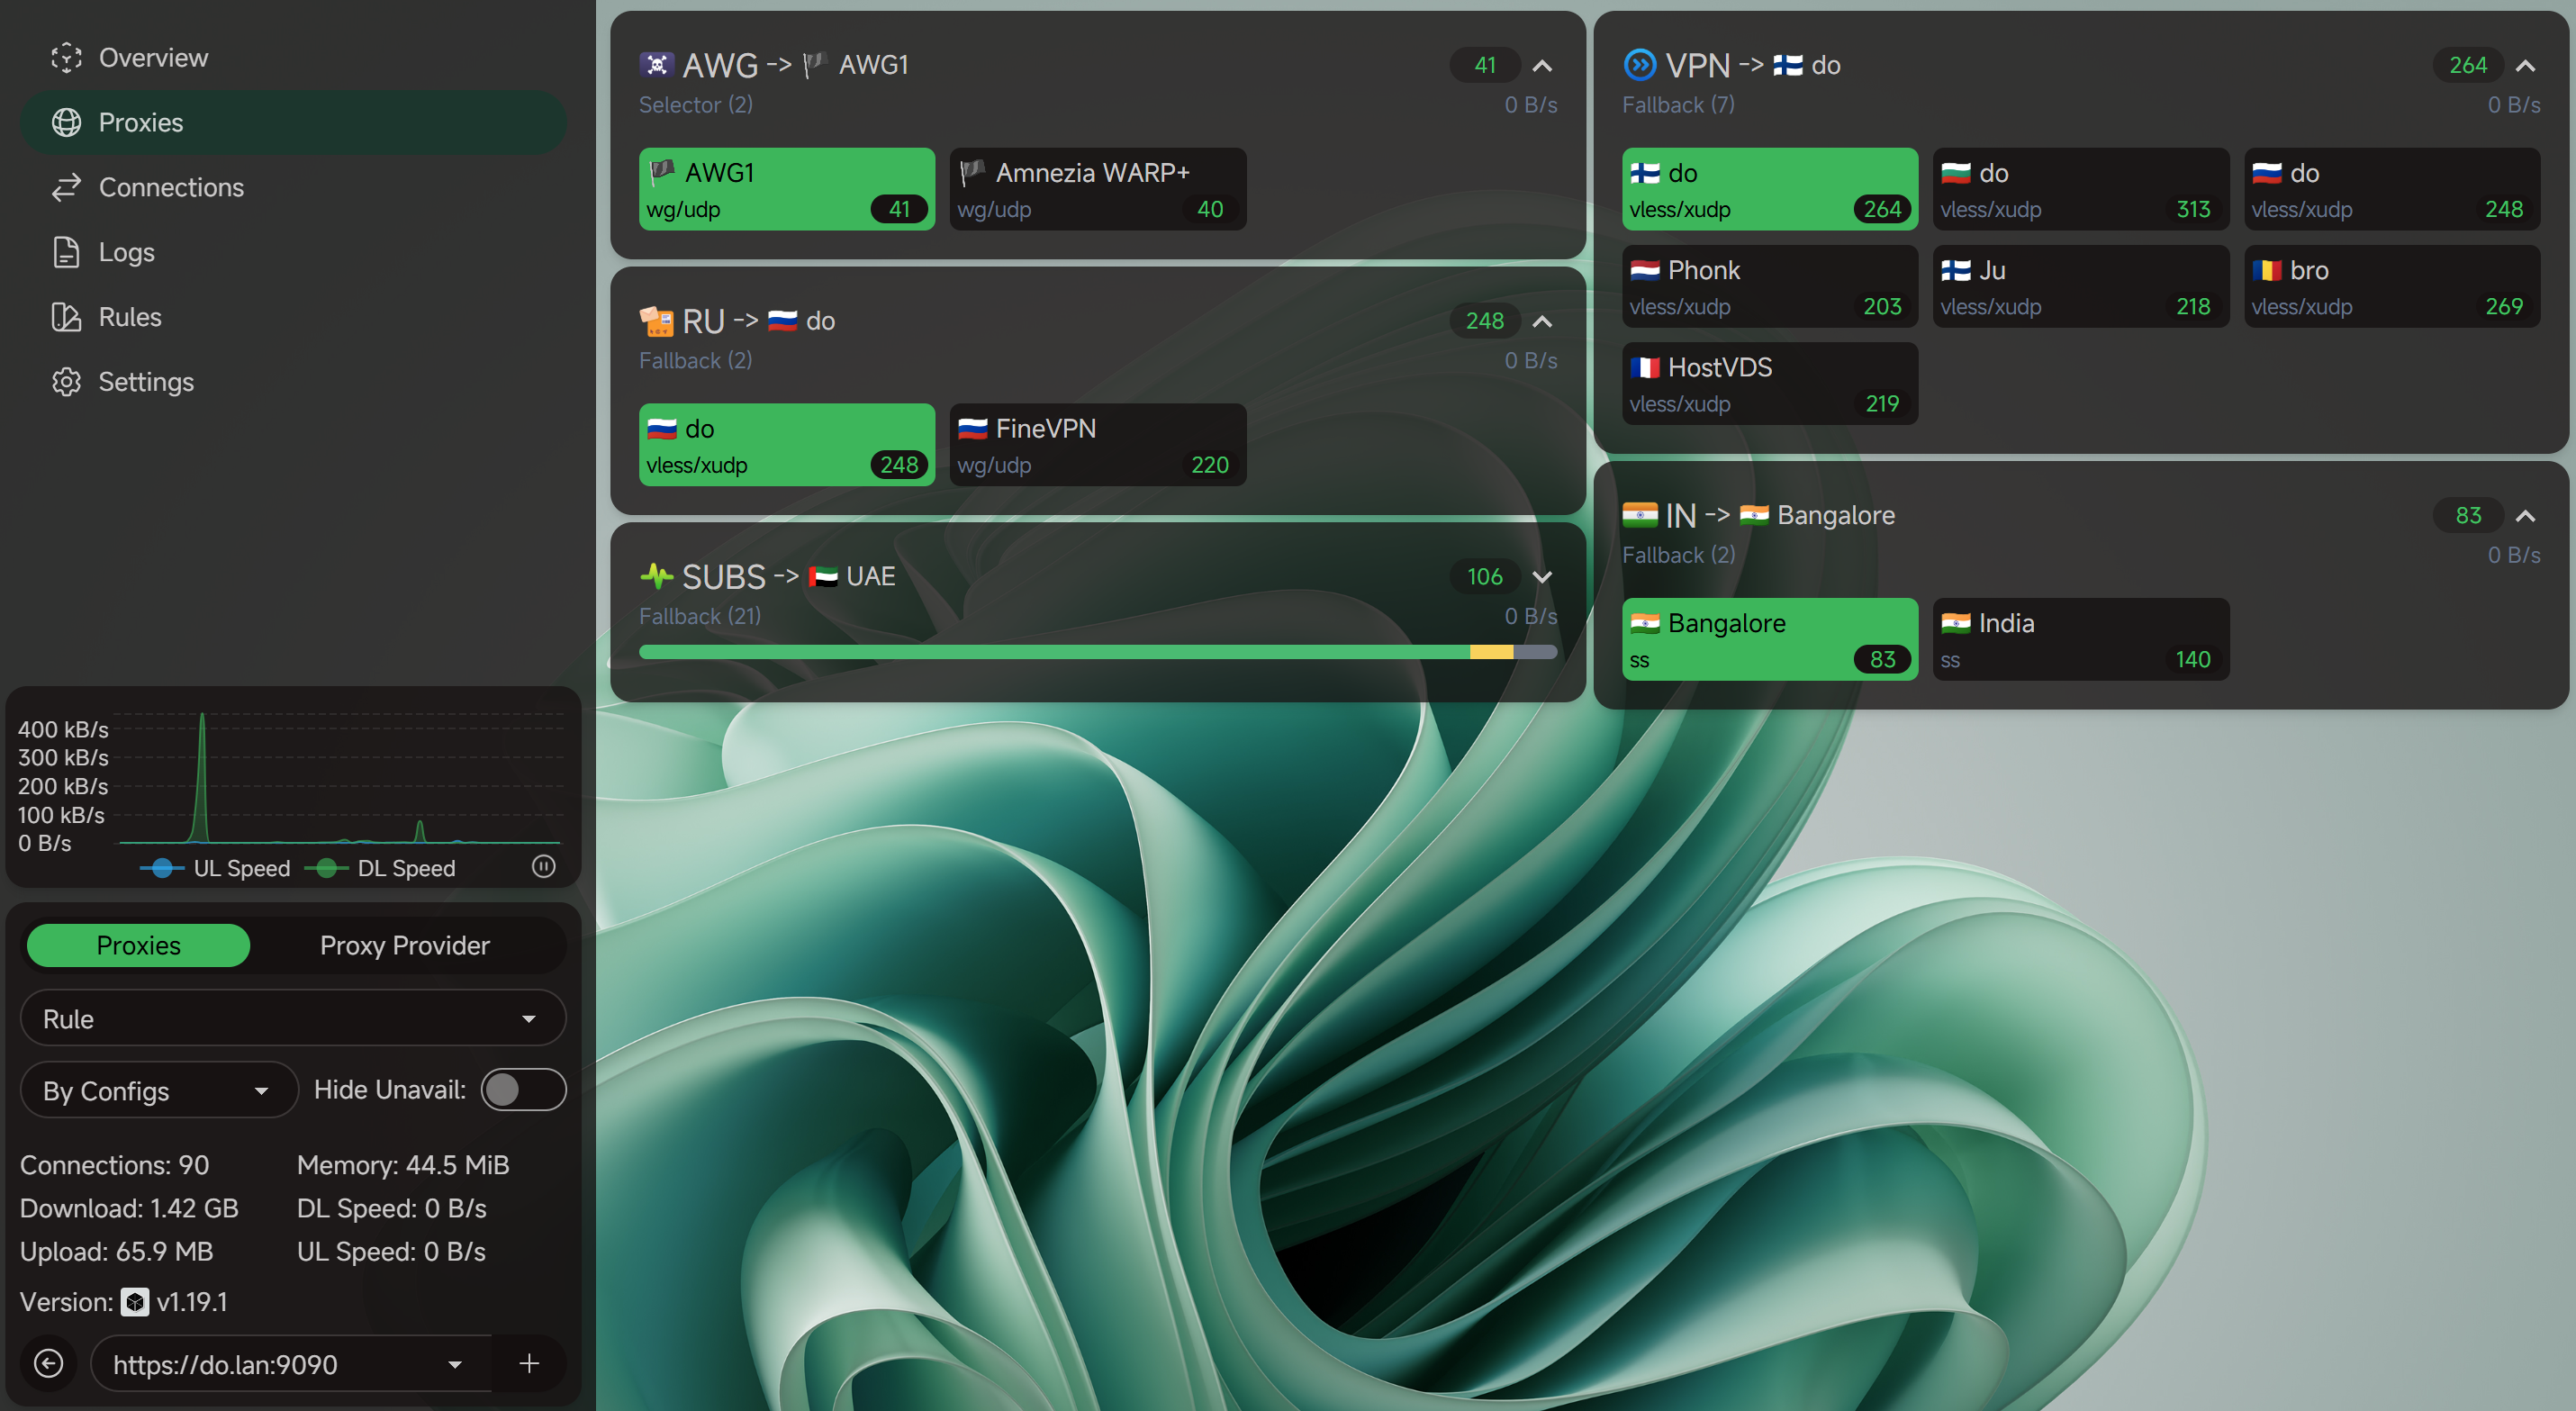 Overview
Proxies
Connections
Logs
Rules
Settings
400 kB/s
300 kB/s
200 kB/s
100 kB/s
0 B/s
UL Speed DL Speed
Proxies Proxy Provider
Rule
By Configs Hide Unavail:
Connections: 90 Memory: 44.5 MiB
Download: 1.42 GB DL Speed: 0 B/s
Upload: 65.9 MB UL Speed: 0 B/s
Version: v1.19.1
https://do.lan:9090 +
AWG -> AWG1 41
Selector (2) 0 B/s
AWG1 Amnezia WARP+
wg/udp 41 wg/udp 40
RU -> do 248
Fallback (2) 0 B/s
do FineVPN
vless/xudp 248 wg/udp 220
SUBS -> UAE 106
Fallback (21) 0 B/s
VPN -> do 264
Fallback (7) 0 B/s
do do do
vless/xudp 264 vless/xudp 313 vless/xudp 248
Phonk Ju bro
vless/xudp 203 vless/xudp 218 vless/xudp 269
HostVDS
vless/xudp 219
IN -> Bangalore 83
Fallback (2) 0 B/s
Bangalore India
ss 83 ss 140